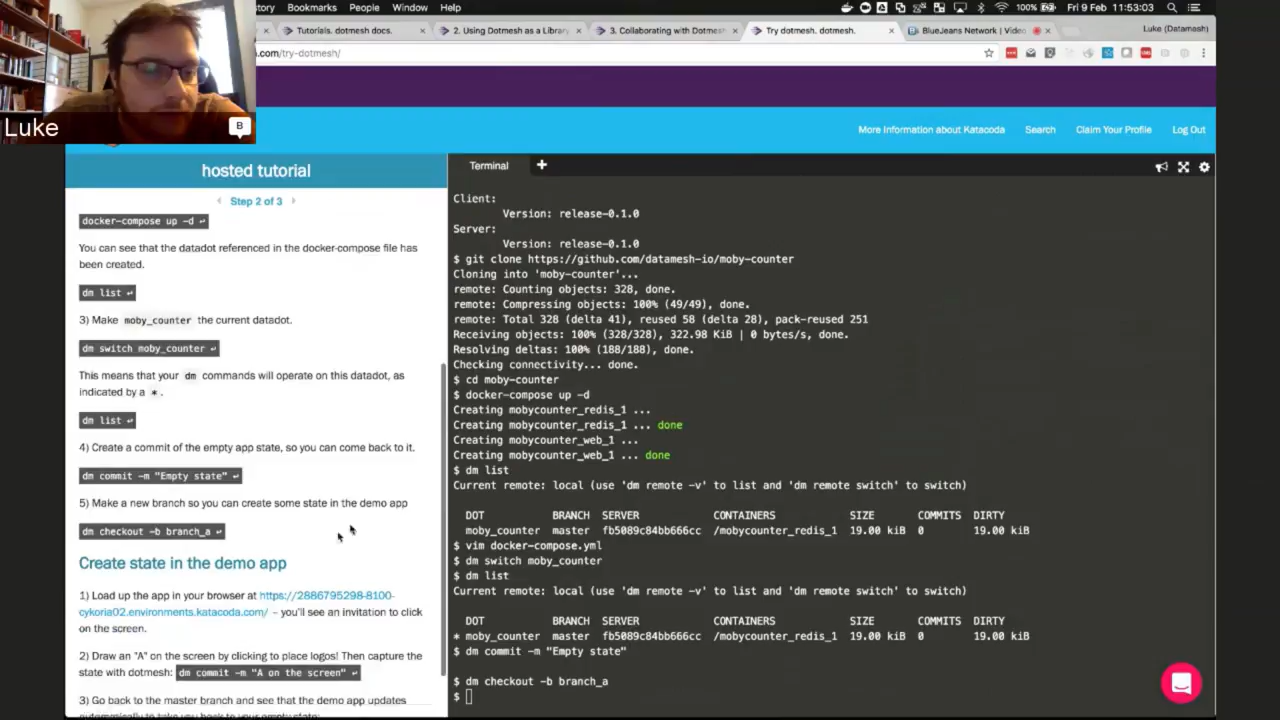 story Bookmarks People Window Help
100% Fri 9 Feb 11:53:03
Tutorials. dotmesh docs.
2. Using Dotmesh as a Library
3. Collaborating with Dotmesh
Try dotmesh. dotmesh.
BlueJeans Network | Video
Luke (Datamesh)
.com/try-dotmesh/
Luke
B
More Information about Katacoda Search Claim Your Profile Log Out
hosted tutorial
Step 2 of 3
docker-compose up -d
You can see that the datadot referenced in the docker-compose file has
been created.
dm list
3) Make moby_counter the current datadot.
dm switch moby_counter
This means that your dm commands will operate on this datadot, as
indicated by a *.
dm list
4) Create a commit of the empty app state, so you can come back to it.
dm commit -m "Empty state"
5) Make a new branch so you can create some state in the demo app
dm checkout -b branch_a
Create state in the demo app
1) Load up the app in your browser at https://2886795298-8100-
cykoria02.environments.katacoda.com/ – you'll see an invitation to click
on the screen.
2) Draw an "A" on the screen by clicking to place logos! Then capture the
state with dotmesh: dm commit -m "A on the screen"
3) Go back to the master branch and see that the demo app updates
automatically to take you back to your empty state:
Terminal +
Client:
Version: release-0.1.0
Server:
Version: release-0.1.0
$ git clone https://github.com/datamesh-io/moby-counter
Cloning into 'moby-counter'...
remote: Counting objects: 328, done.
remote: Compressing objects: 100% (49/49), done.
remote: Total 328 (delta 41), reused 58 (delta 28), pack-reused 251
Receiving objects: 100% (328/328), 322.98 KiB | 0 bytes/s, done.
Resolving deltas: 100% (188/188), done.
Checking connectivity... done.
$ cd moby-counter
$ docker-compose up -d
Creating mobycounter_redis_1 ...
Creating mobycounter_redis_1 ... done
Creating mobycounter_web_1 ...
Creating mobycounter_web_1 ... done
$ dm list
Current remote: local (use 'dm remote -v' to list and 'dm remote switch' to switch)
DOT BRANCH SERVER CONTAINERS SIZE COMMITS DIRTY
moby_counter master fb5089c84bb666cc /mobycounter_redis_1 19.00 kiB 0 19.00 kiB
$ vim docker-compose.yml
$ dm switch moby_counter
$ dm list
Current remote: local (use 'dm remote -v' to list and 'dm remote switch' to switch)
DOT BRANCH SERVER CONTAINERS SIZE COMMITS DIRTY
* moby_counter master fb5089c84bb666cc /mobycounter_redis_1 19.00 kiB 0 19.00 kiB
$ dm commit -m "Empty state"
$ dm checkout -b branch_a
$